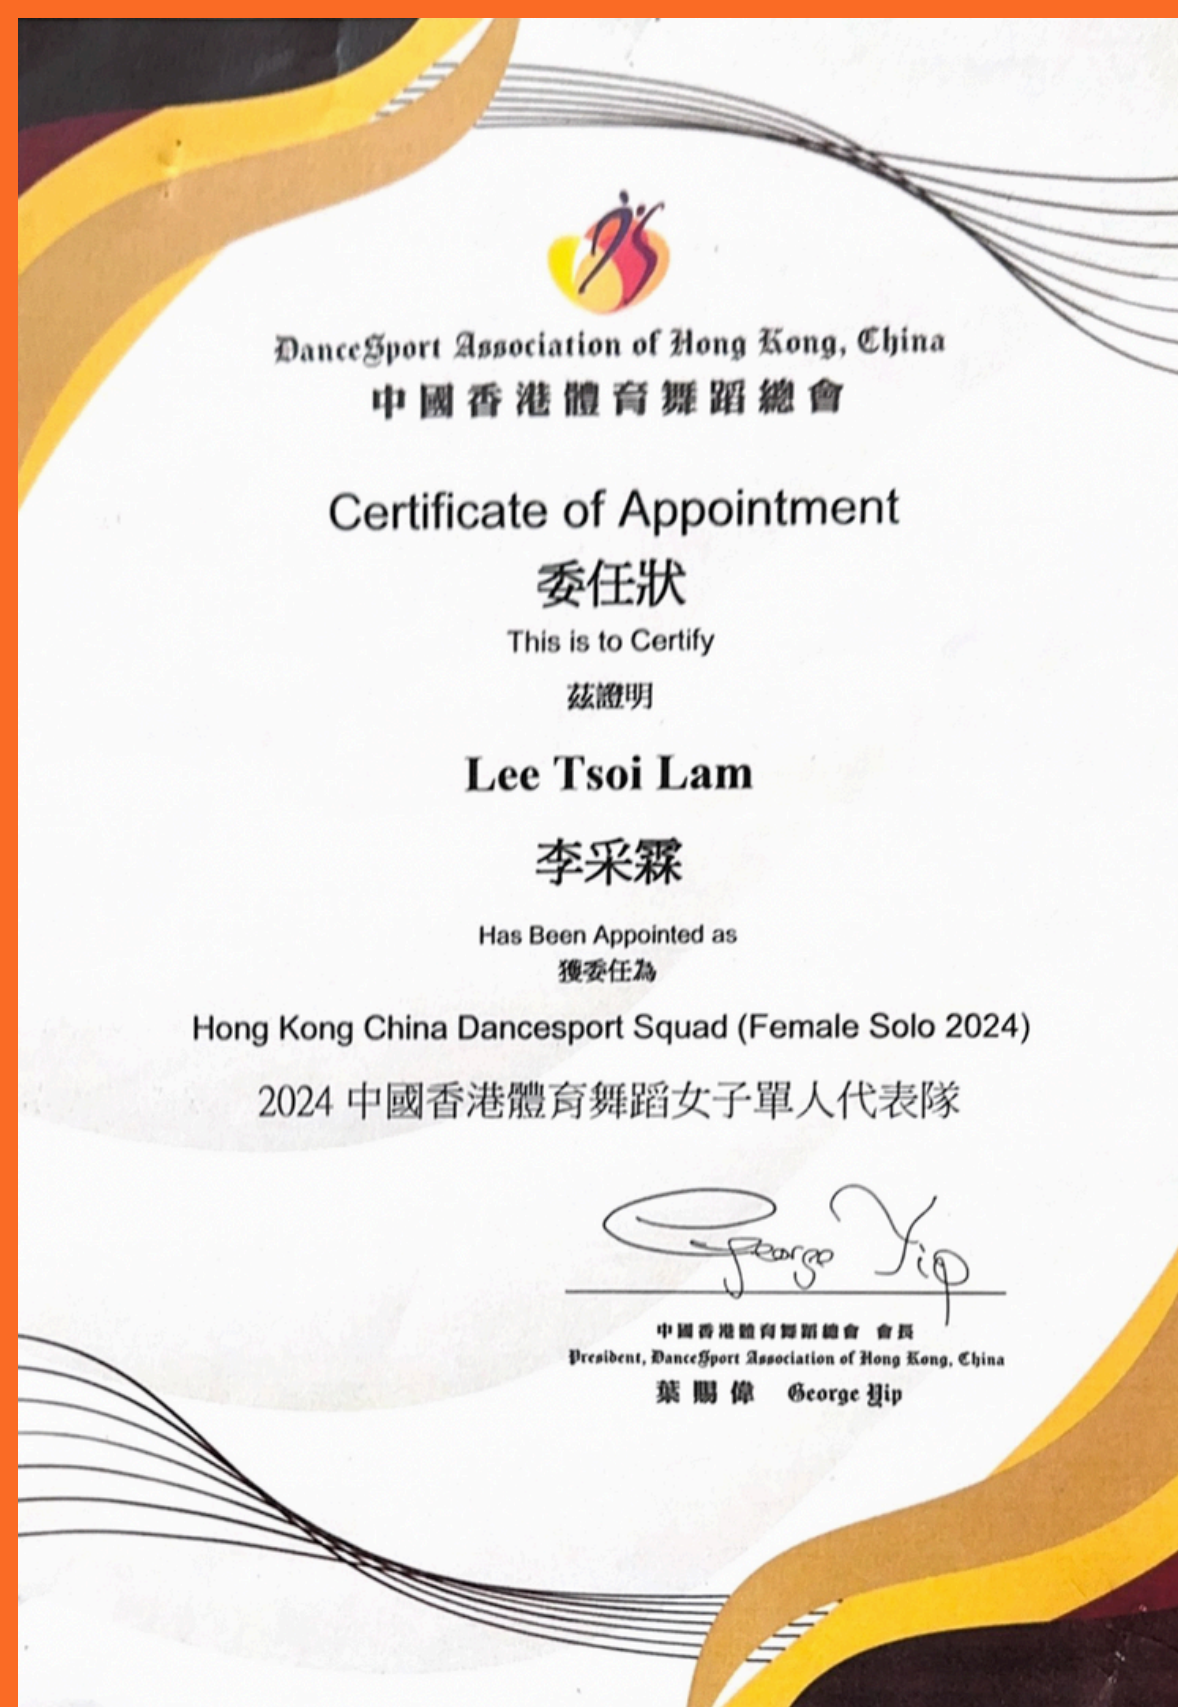 DanceSport Association of Hong Kong, China
中國香港體育舞蹈總會
Certificate of Appointment
委任狀
This is to Certify
茲證明
Lee Tsoi Lam
李采霖
Has Been Appointed as
獲委任為
Hong Kong China Dancesport Squad (Female Solo 2024)
2024 中國香港體育舞蹈女子單人代表隊
George Yip
中國香港體育舞蹈總會 會長
President, DanceSport Association of Hong Kong, China
葉賜偉 George Yip